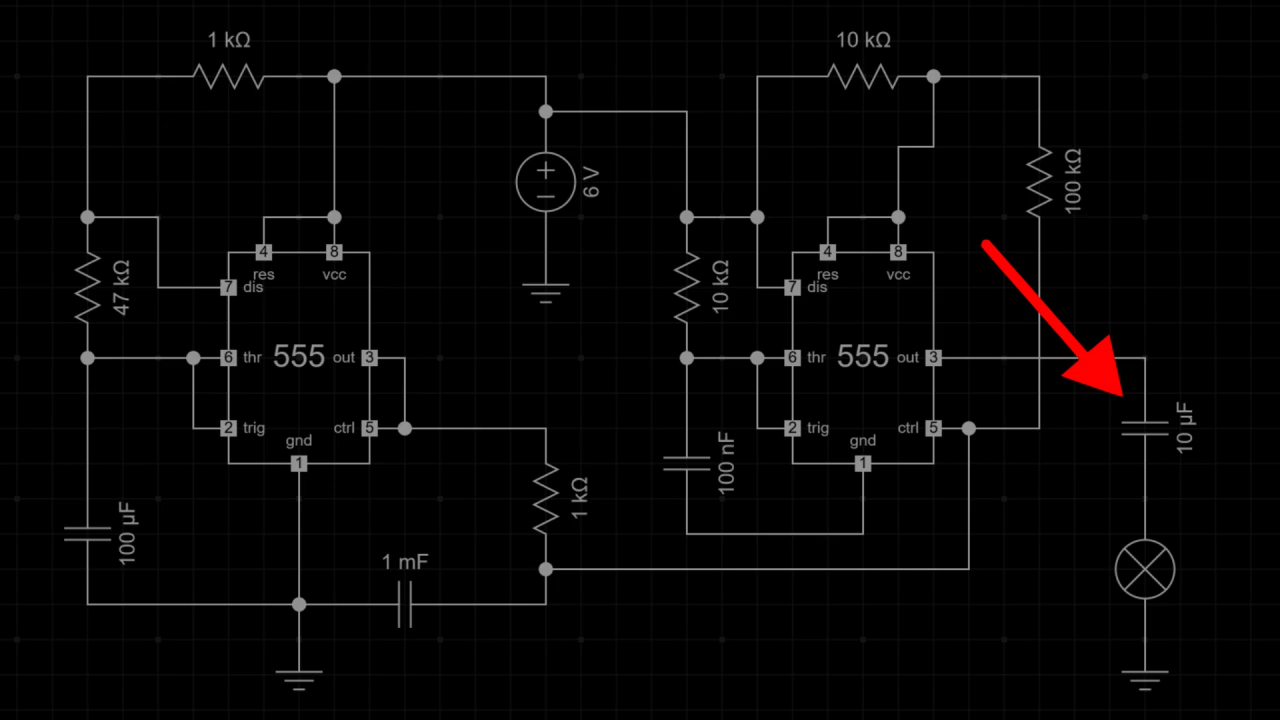 1 kΩ
10 kΩ
6 V
100 kΩ
4
8
res
vcc
47 kΩ
7
dis
6
thr
555
out
3
2
trig
ctrl
5
gnd
1
4
8
res
vcc
10 kΩ
7
dis
6
thr
555
out
3
2
trig
ctrl
5
gnd
1
10 µF
100 nF
1 kΩ
100 µF
1 mF